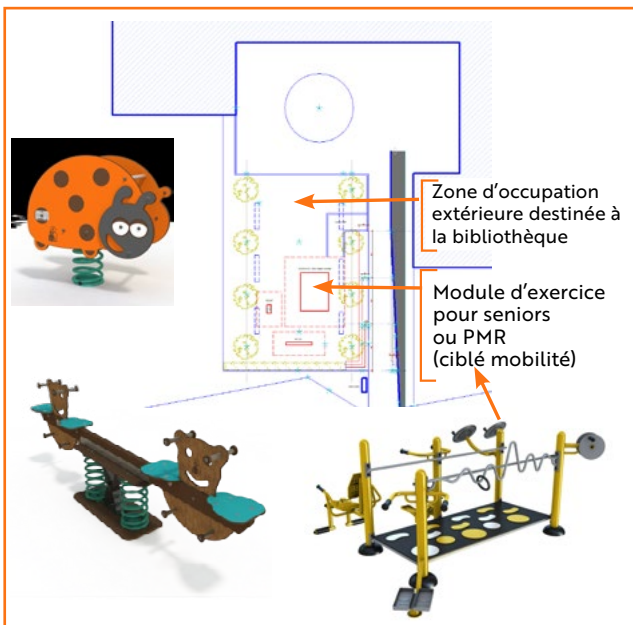 Zone d’occupation
extérieure destinée à
la bibliothèque
Module d’exercice
pour seniors
ou PMR
(ciblé mobilité)